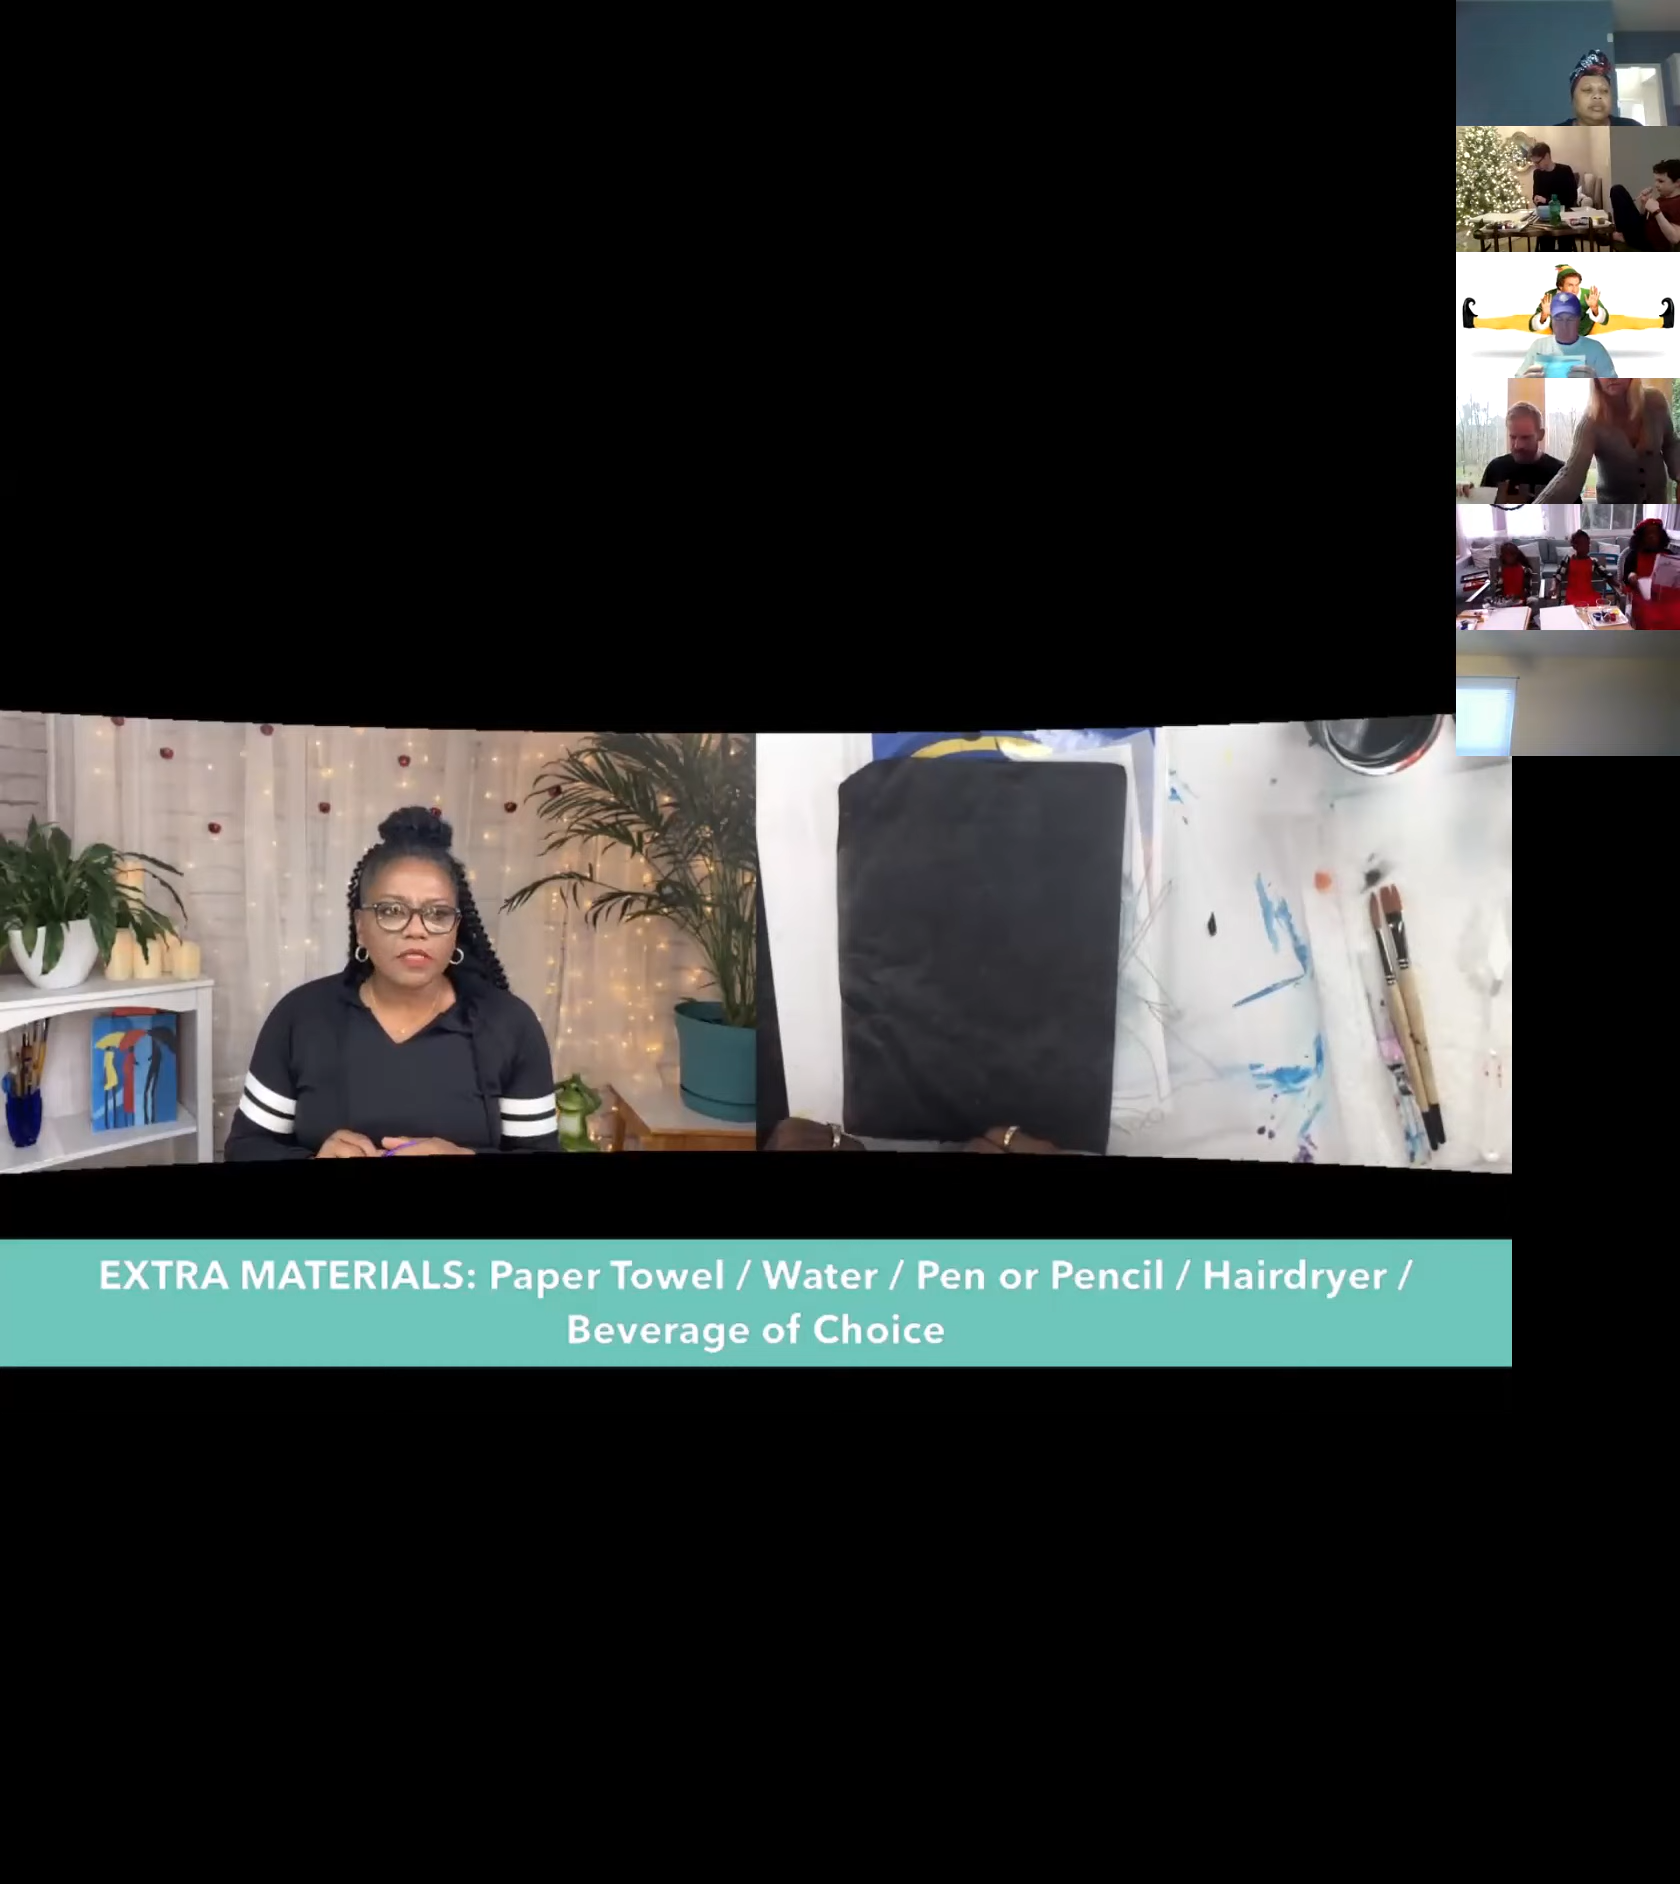 EXTRA MATERIALS: Paper Towel / Water / Pen or Pencil / Hairdryer /
Beverage of Choice